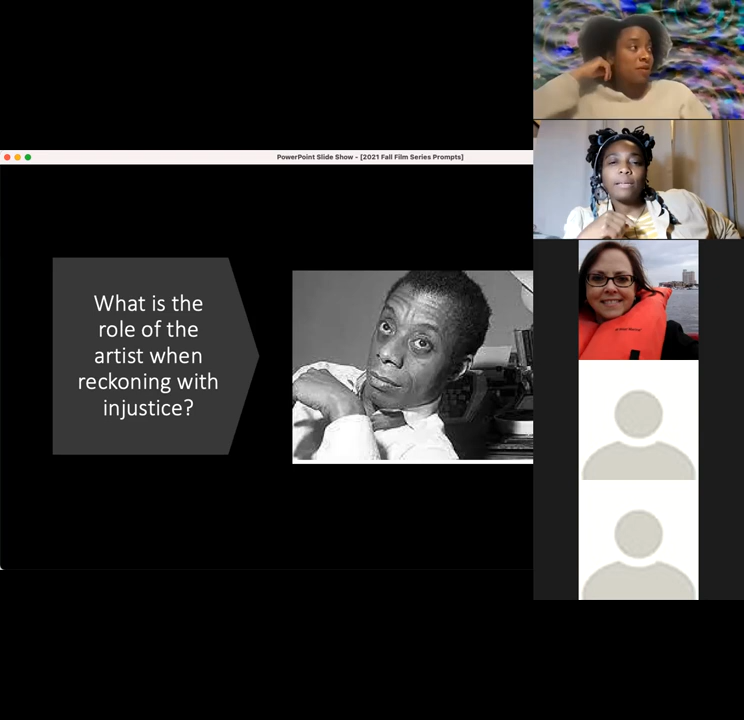 PowerPoint Slide Show - [2021 Fall Film Series Prompts]
What is the
role of the
artist when
reckoning with
injustice?